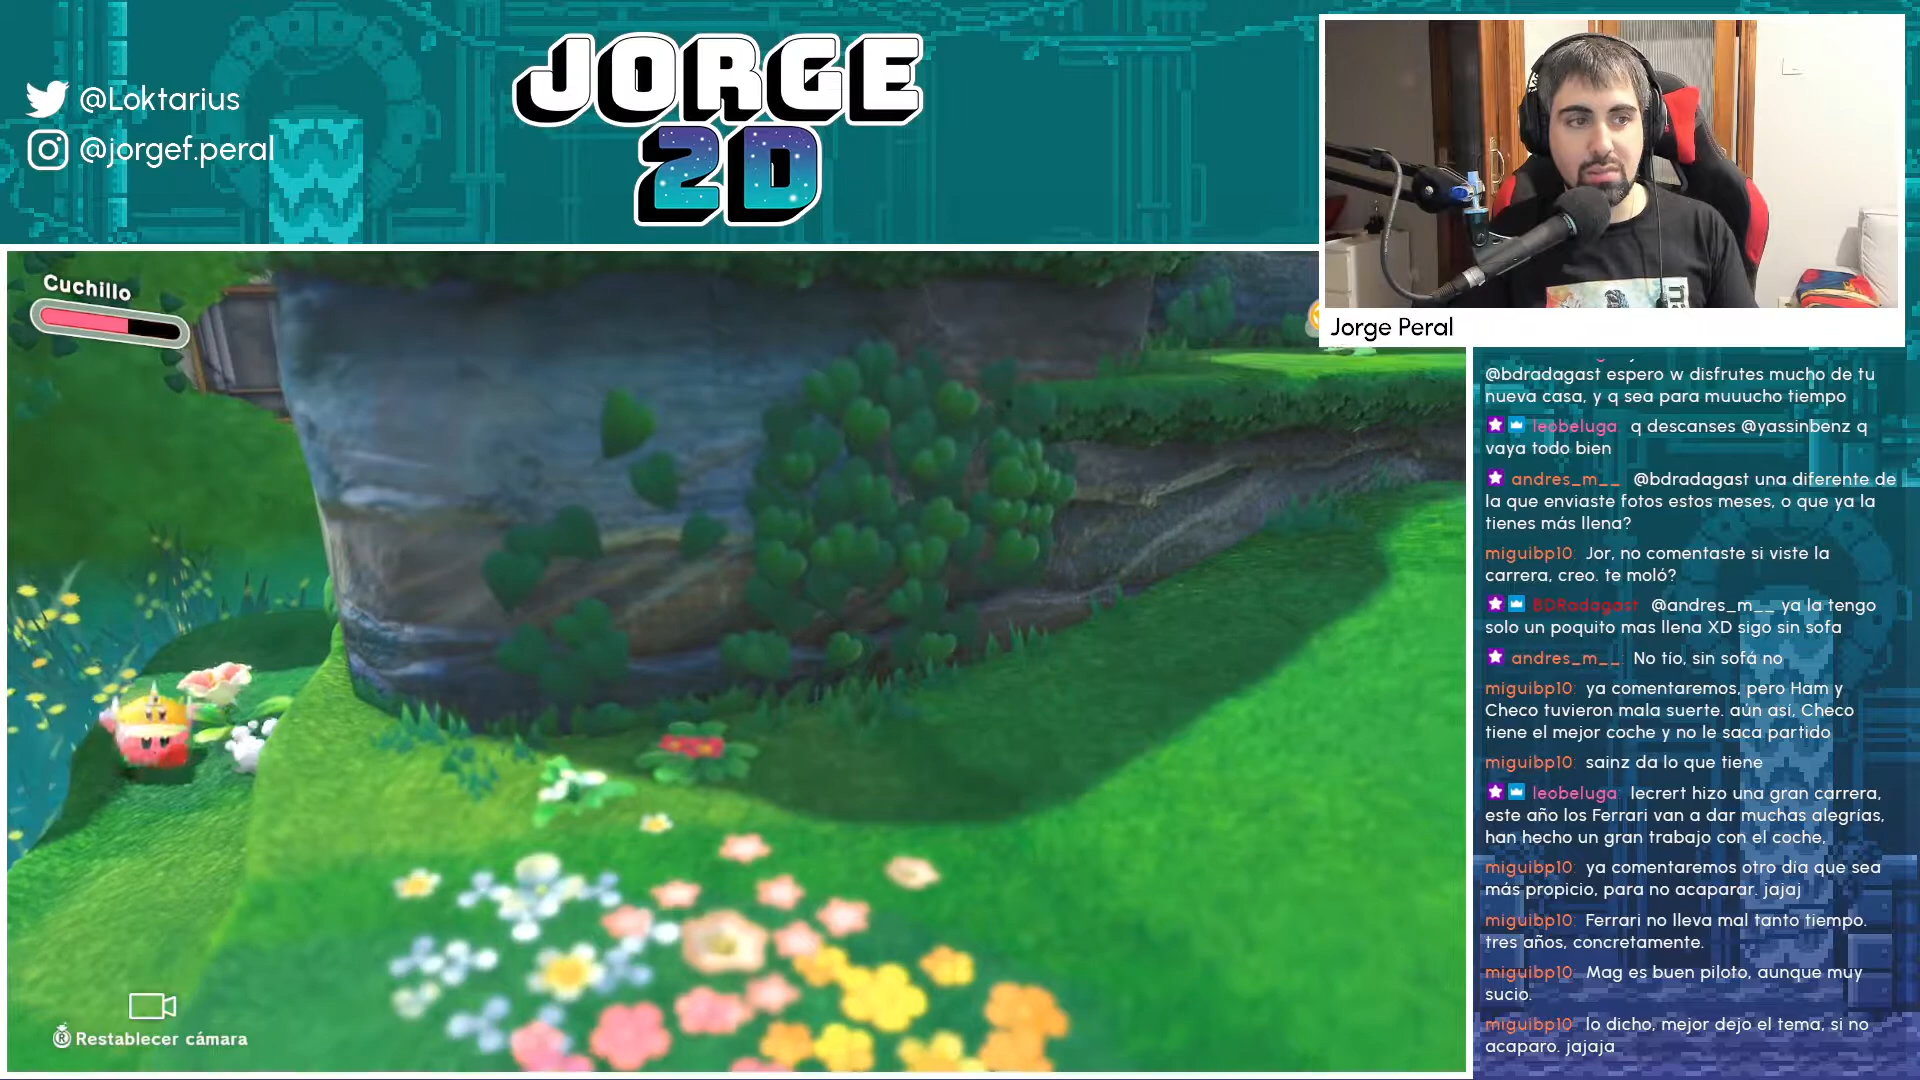 @Loktarius
@jorgef.peral
JORGE
2D
Jorge Peral
Cuchillo
Restablecer cámara
@bdradagast espero w disfrutes mucho de tu
nueva casa, y q sea para muuucho tiempo
leobeluga: q descanses @yassinbenz q
vaya todo bien
andres_m__: @bdradagast una diferente de
la que enviaste fotos estos meses, o que ya la
tienes más llena?
miguibp10: Jor, no comentaste si viste la
carrera, creo. te moló?
BDRadagast: @andres_m__ ya la tengo
solo un poquito mas llena XD sigo sin sofa
andres_m__: No tío, sin sofá no
miguibp10: ya comentaremos, pero Ham y
Checo tuvieron mala suerte. aún así, Checo
tiene el mejor coche y no le saca partido
miguibp10: sainz da lo que tiene
leobeluga: lecrert hizo una gran carrera,
este año los Ferrari van a dar muchas alegrias,
han hecho un gran trabajo con el coche,
miguibp10: ya comentaremos otro dia que sea
más propicio, para no acaparar. jajaj
miguibp10: Ferrari no lleva mal tanto tiempo.
tres años, concretamente.
miguibp10: Mag es buen piloto, aunque muy
sucio.
miguibp10: lo dicho, mejor dejo el tema, si no
acaparo. jajaja